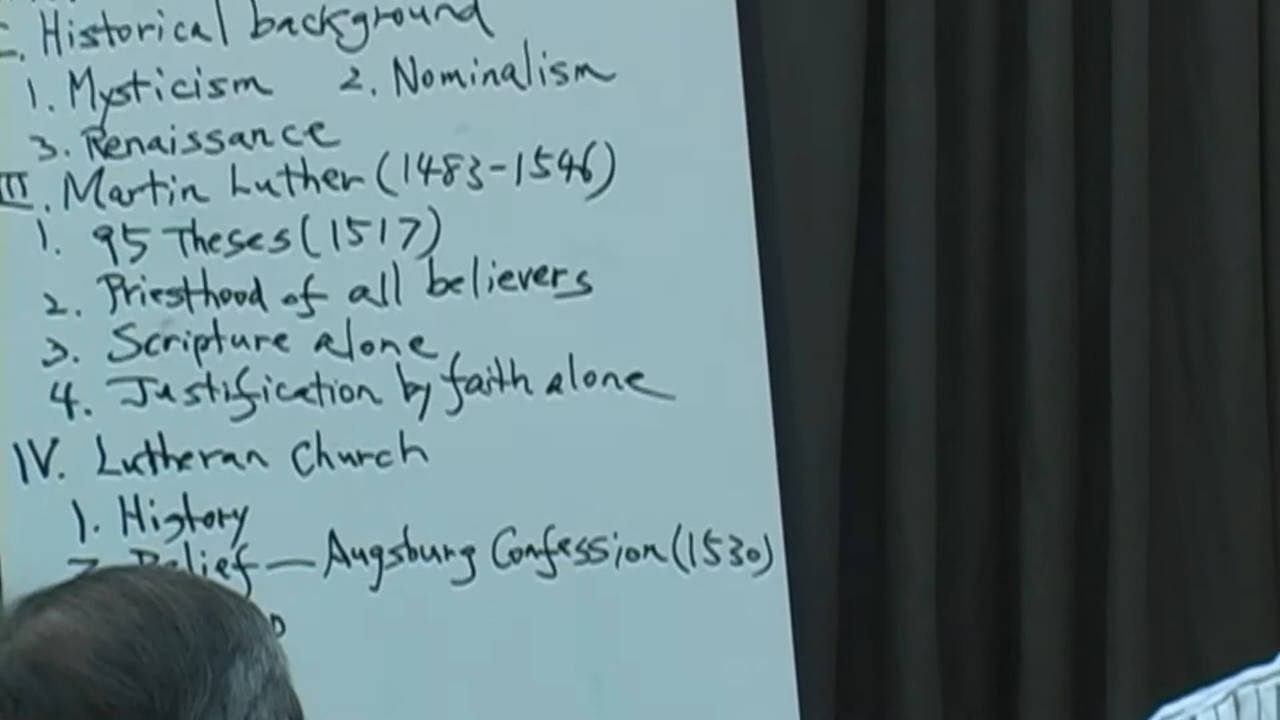 Historical background
1. Mysticism 2. Nominalism
3. Renaissance
III. Martin Luther (1483-1546)
1. 95 Theses (1517)
2. Priesthood of all believers
3. Scripture alone
4. Justification by faith alone
IV. Lutheran Church
1. History
2. Belief — Augsburg Confession (1530)